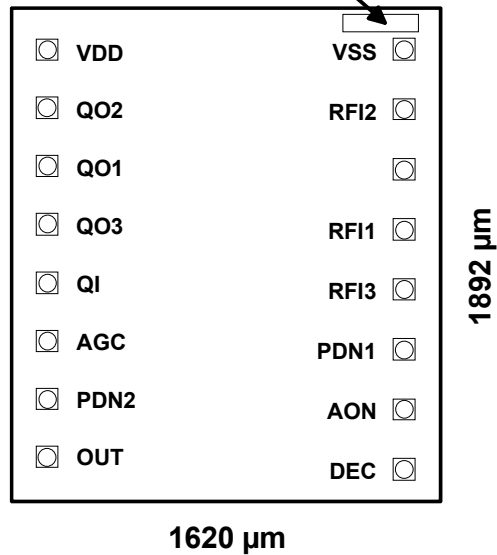 VDD VSS
QO2 RFI2
QO1
QO3 RFI1
QI RFI3
AGC PDN1
PDN2 AON
OUT DEC
1892 µm
1620 µm